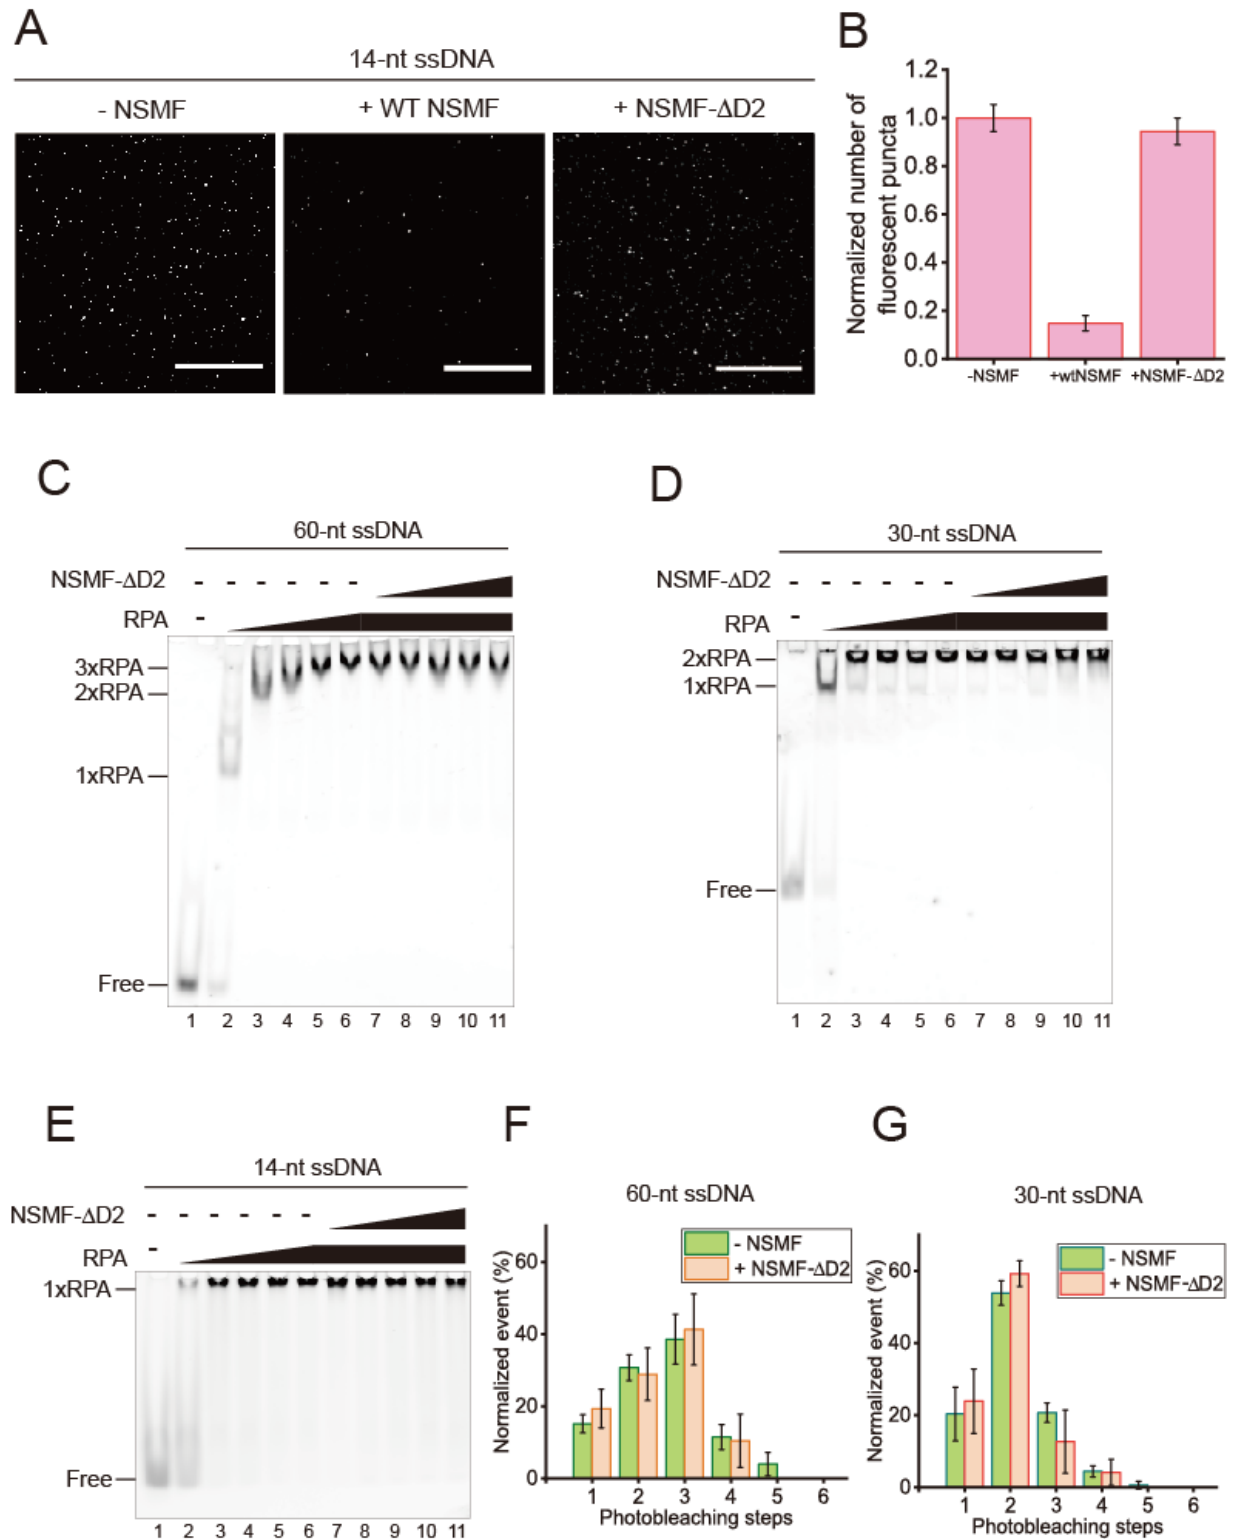 A
14-nt ssDNA
- NSMF
+ WT NSMF
+ NSMF-ΔD2
B
Normalized number of
fluorescent puncta
1.2
1.0
0.8
0.6
0.4
0.2
0.0
-NSMF
+wtNSMF
+NSMF-ΔD2
C
60-nt ssDNA
NSMF-ΔD2
- - - - - -
RPA
-
3xRPA
2xRPA
1xRPA
Free
1 2 3 4 5 6 7 8 9 10 11
D
30-nt ssDNA
NSMF-ΔD2
- - - - - -
RPA
-
2xRPA
1xRPA
Free
1 2 3 4 5 6 7 8 9 10 11
E
14-nt ssDNA
NSMF-ΔD2
- - - - - -
RPA
-
1xRPA
Free
1 2 3 4 5 6 7 8 9 10 11
F
60-nt ssDNA
- NSMF
+ NSMF-ΔD2
Normalized event (%)
60
40
20
0
1 2 3 4 5 6
Photobleaching steps
G
30-nt ssDNA
- NSMF
+ NSMF-ΔD2
Normalized event (%)
60
40
20
0
1 2 3 4 5 6
Photobleaching steps